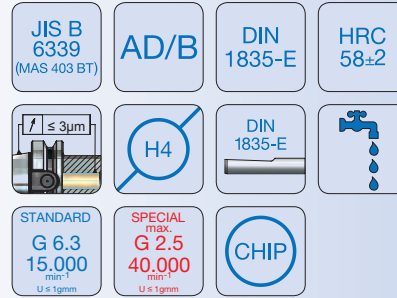 JIS B
6339
(MAS 403 BT)
AD/B
DIN
1835-E
HRC
58±2
↗ ≤ 3µm
H4
DIN
1835-E
STANDARD
G 6.3
15.000
min⁻¹
U ≤ 1gmm
SPECIAL
max.
G 2.5
40.000
min⁻¹
U ≤ 1gmm
CHIP